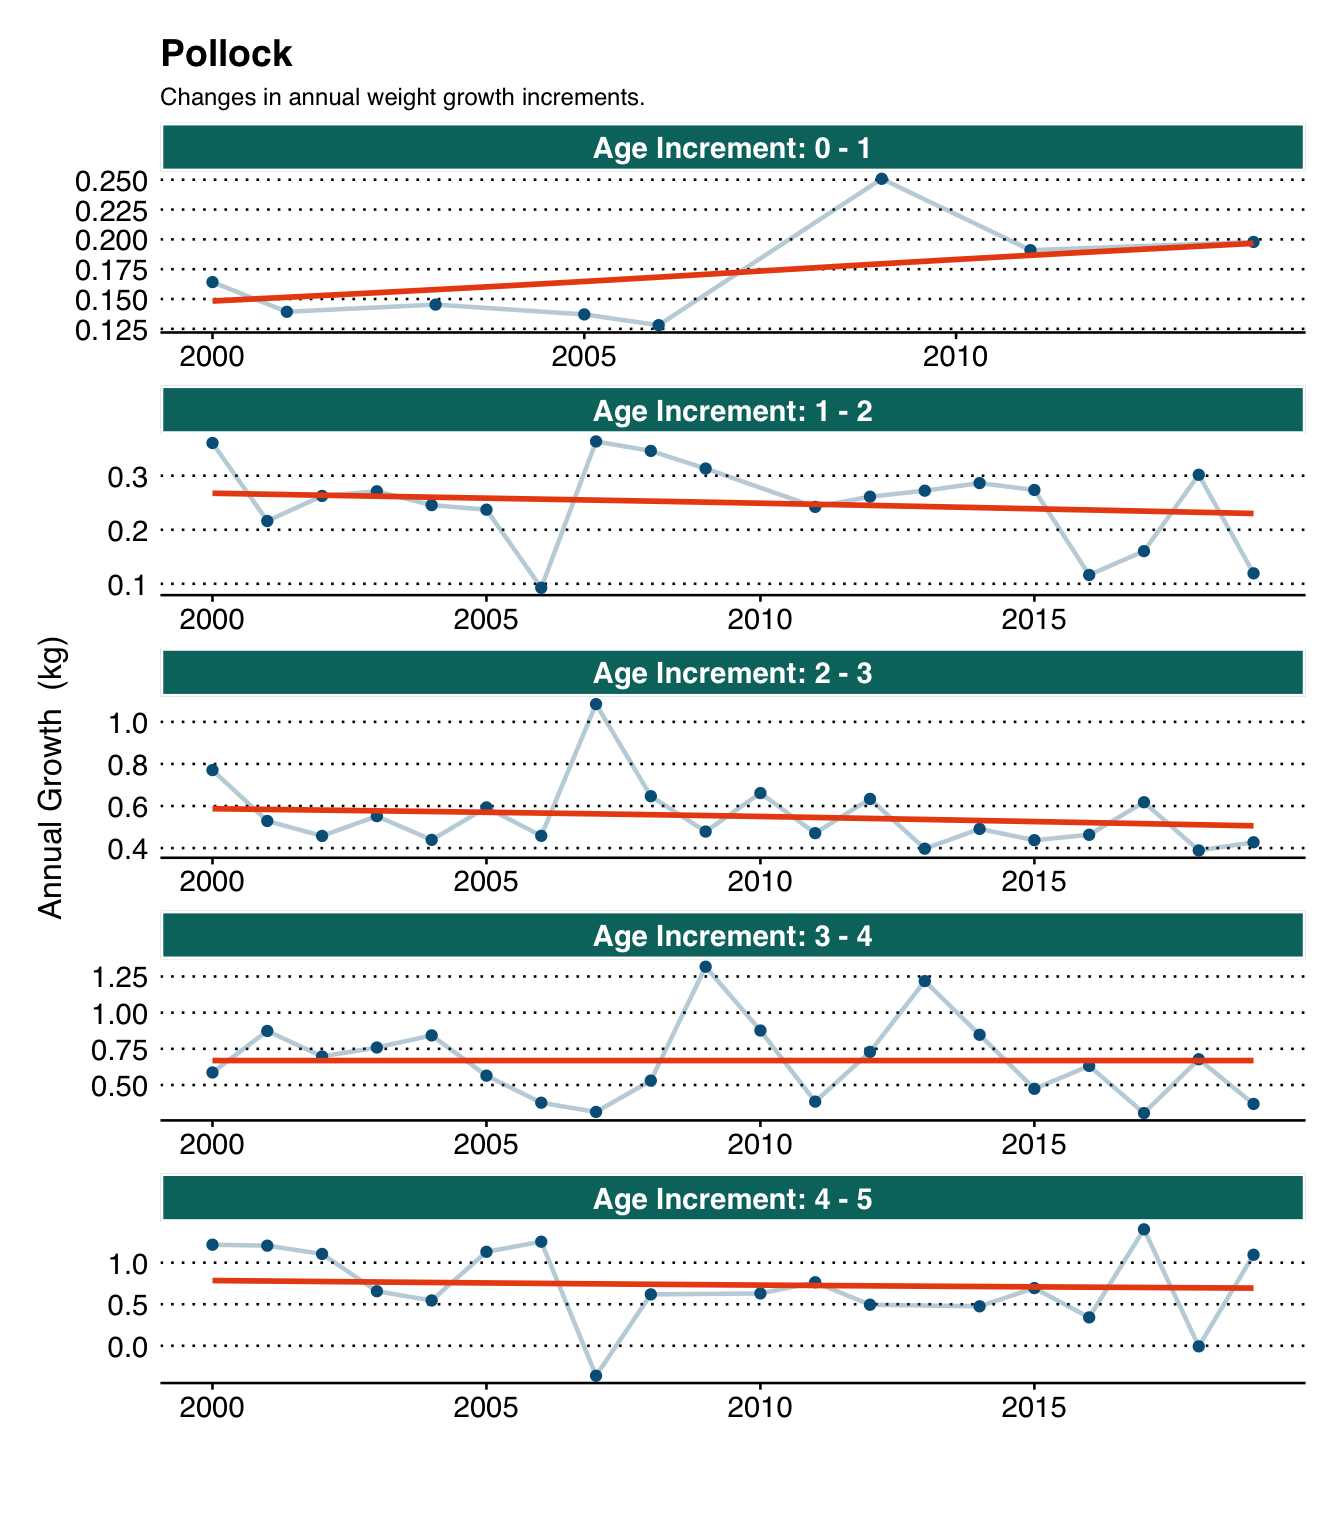 Pollock
Changes in annual weight growth increments.
Annual Growth  (kg)
Age Increment: 0 - 1
0.250
0.225
0.200
0.175
0.150
0.125
2000 2005 2010
Age Increment: 1 - 2
0.3
0.2
0.1
2000 2005 2010 2015
Age Increment: 2 - 3
1.0
0.8
0.6
0.4
2000 2005 2010 2015
Age Increment: 3 - 4
1.25
1.00
0.75
0.50
2000 2005 2010 2015
Age Increment: 4 - 5
1.0
0.5
0.0
2000 2005 2010 2015